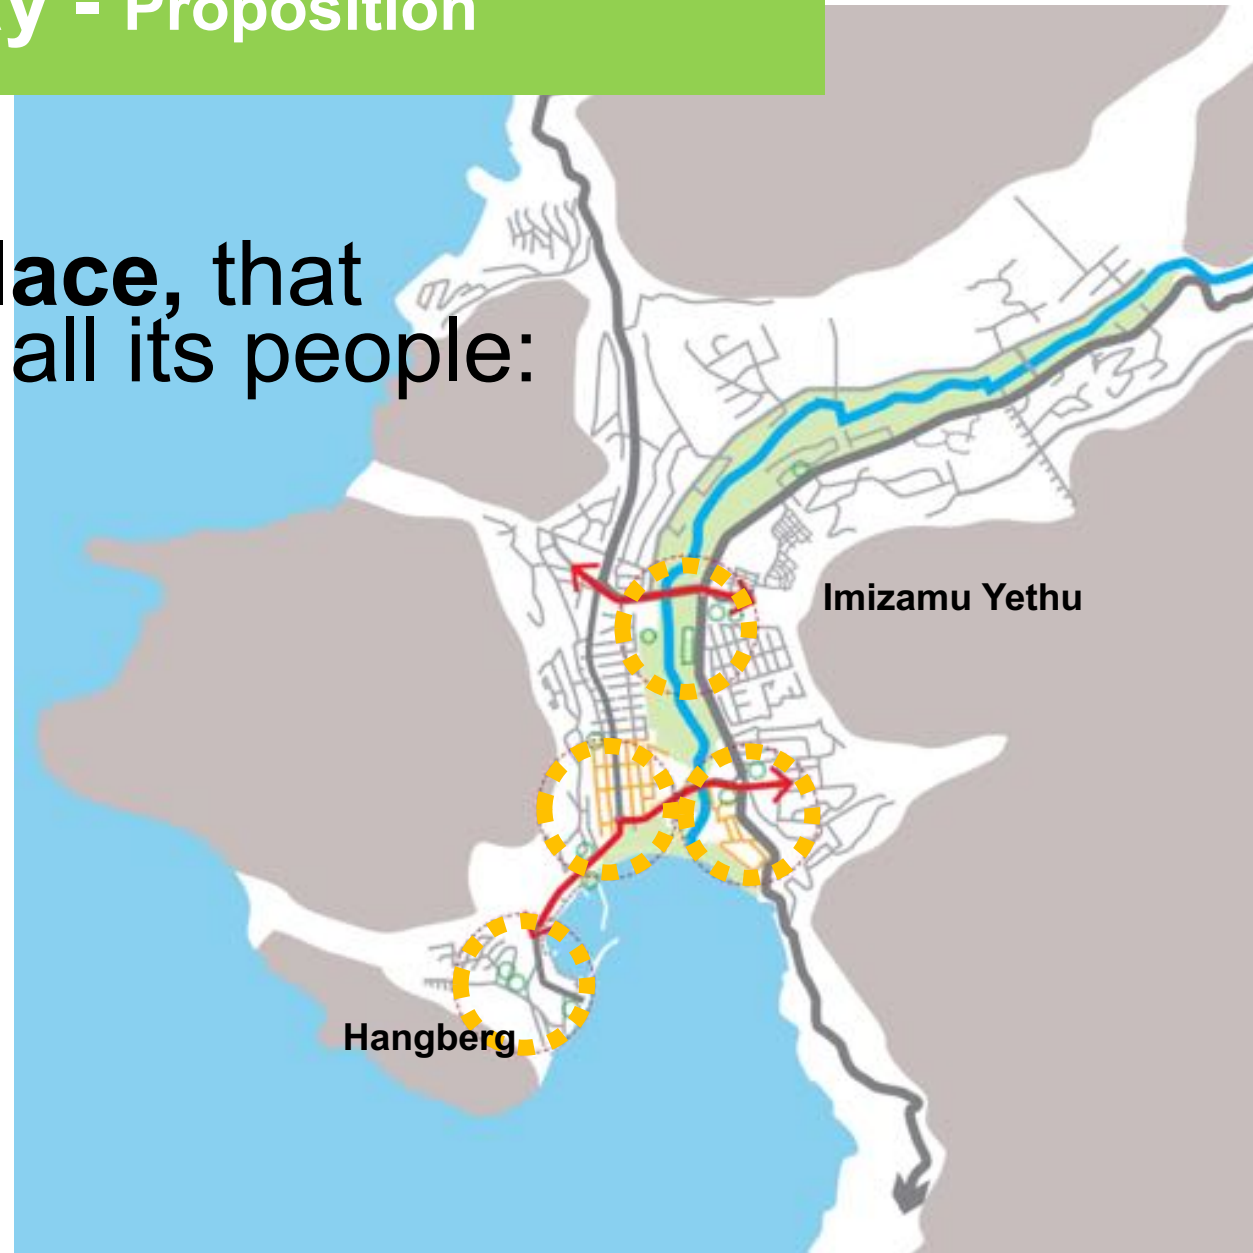 y - Proposition
lace, that
all its people:
Imizamu Yethu
Hangberg